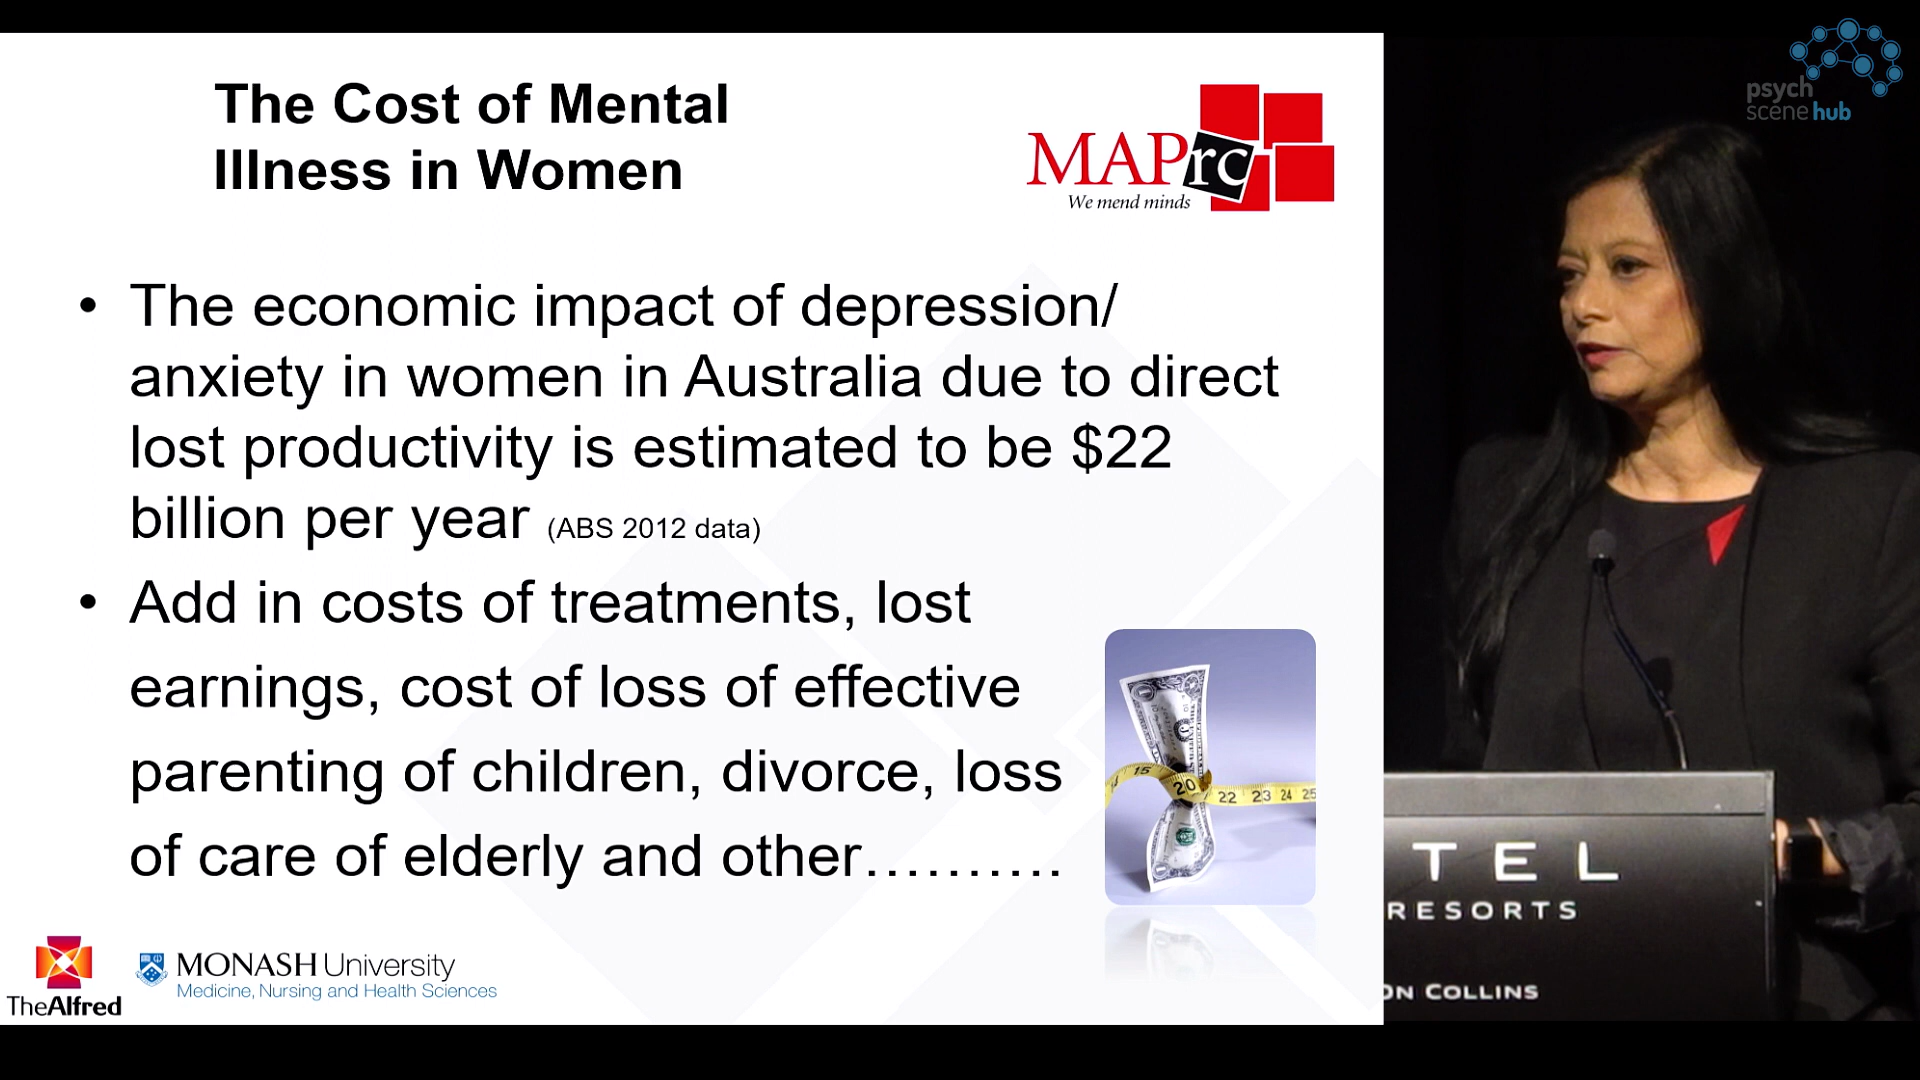 The Cost of Mental
Illness in Women
MAPrc
We mend minds
psych
scene hub
• The economic impact of depression/
anxiety in women in Australia due to direct
lost productivity is estimated to be $22
billion per year (ABS 2012 data)
• Add in costs of treatments, lost
earnings, cost of loss of effective
parenting of children, divorce, loss
of care of elderly and other……….
15 20 22 23 24 25
TheAlfred
MONASH University
Medicine, Nursing and Health Sciences
TEL
RESORTS
ON COLLINS